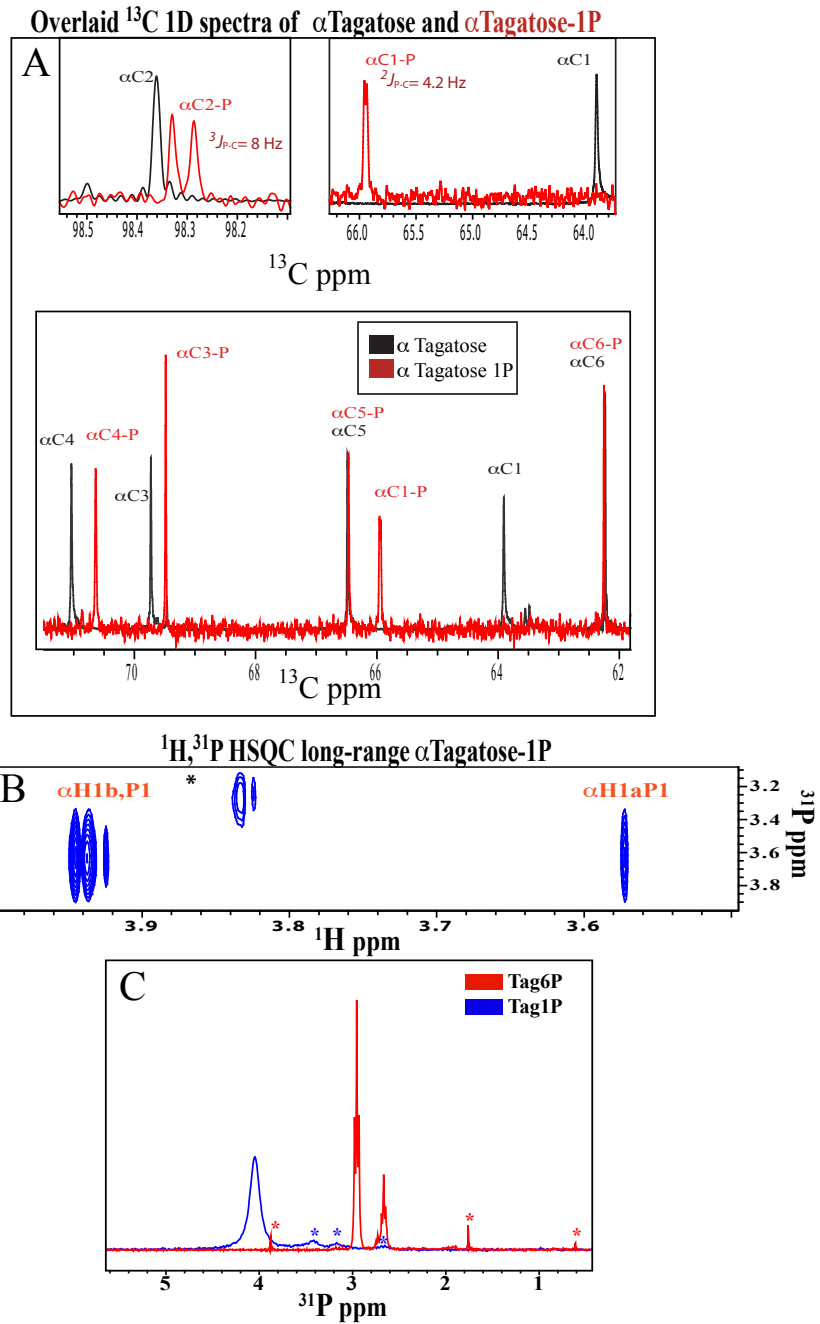 Overlaid ¹³C 1D spectra of αTagatose and αTagatose-1P
A
αC2
αC2-P
³J_P-C= 8 Hz
98.5 98.4 98.3 98.2
αC1-P
²J_P-C= 4.2 Hz
αC1
66.0 65.5 65.0 64.5 64.0
¹³C ppm
α Tagatose
α Tagatose 1P
αC4
αC4-P
αC3
αC3-P
αC5-P
αC5
αC1-P
αC1
αC6-P
αC6
70 68 66 64 62
¹³C ppm
¹H,³¹P HSQC long-range αTagatose-1P
B
αH1b,P1
*
αH1aP1
3.2
3.4
3.6
3.8
³¹P ppm
3.9 3.8 3.7 3.6
¹H ppm
C
Tag6P
Tag1P
* * * * * *
5 4 3 2 1
³¹P ppm